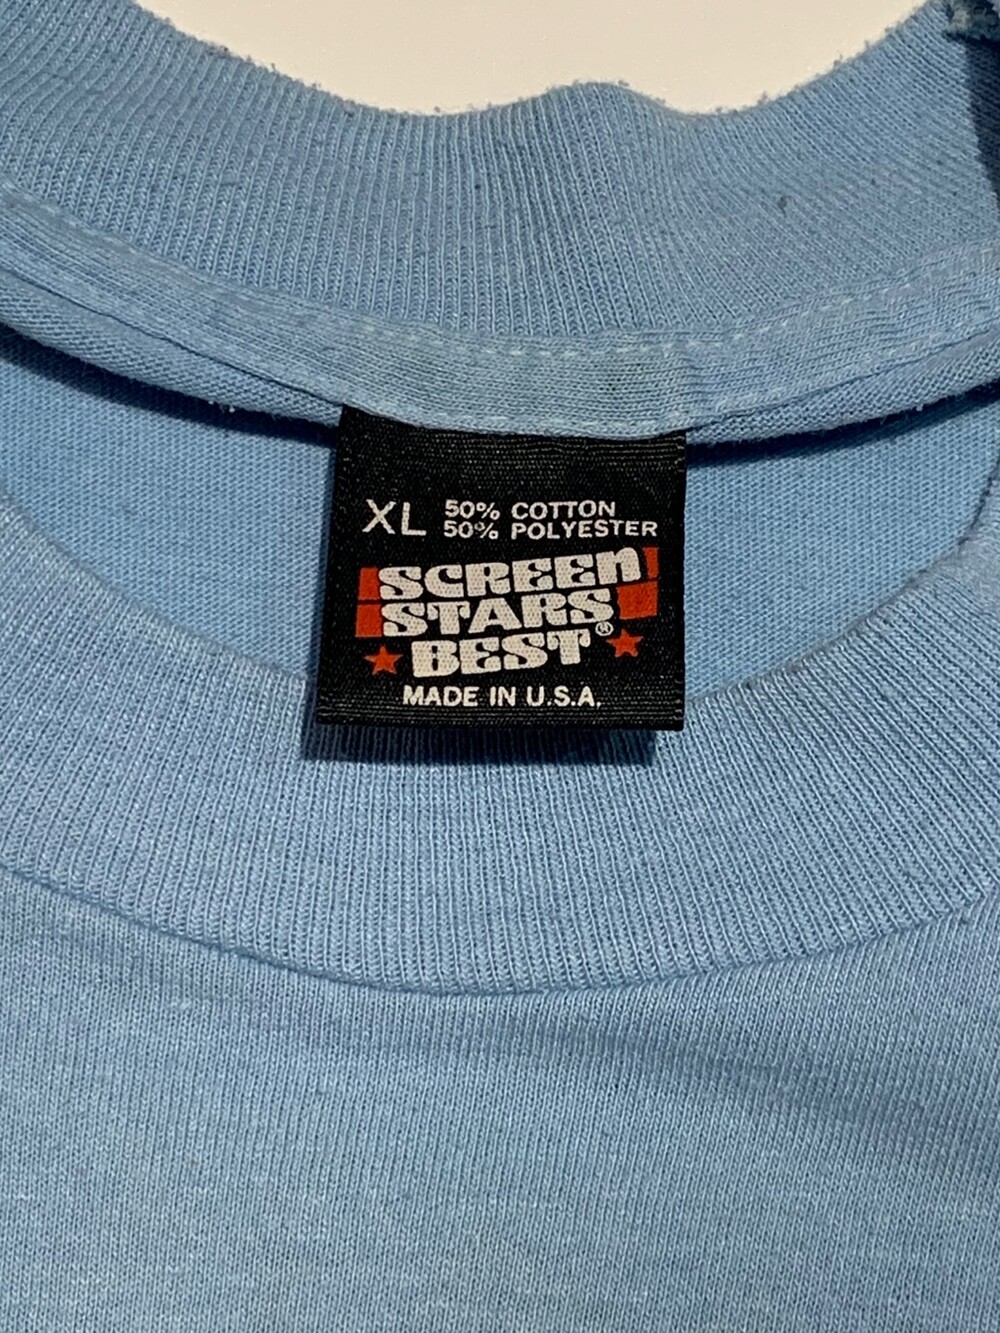 XL 50% COTTON
50% POLYESTER
SCREEN
STARS
BEST®
MADE IN U.S.A.